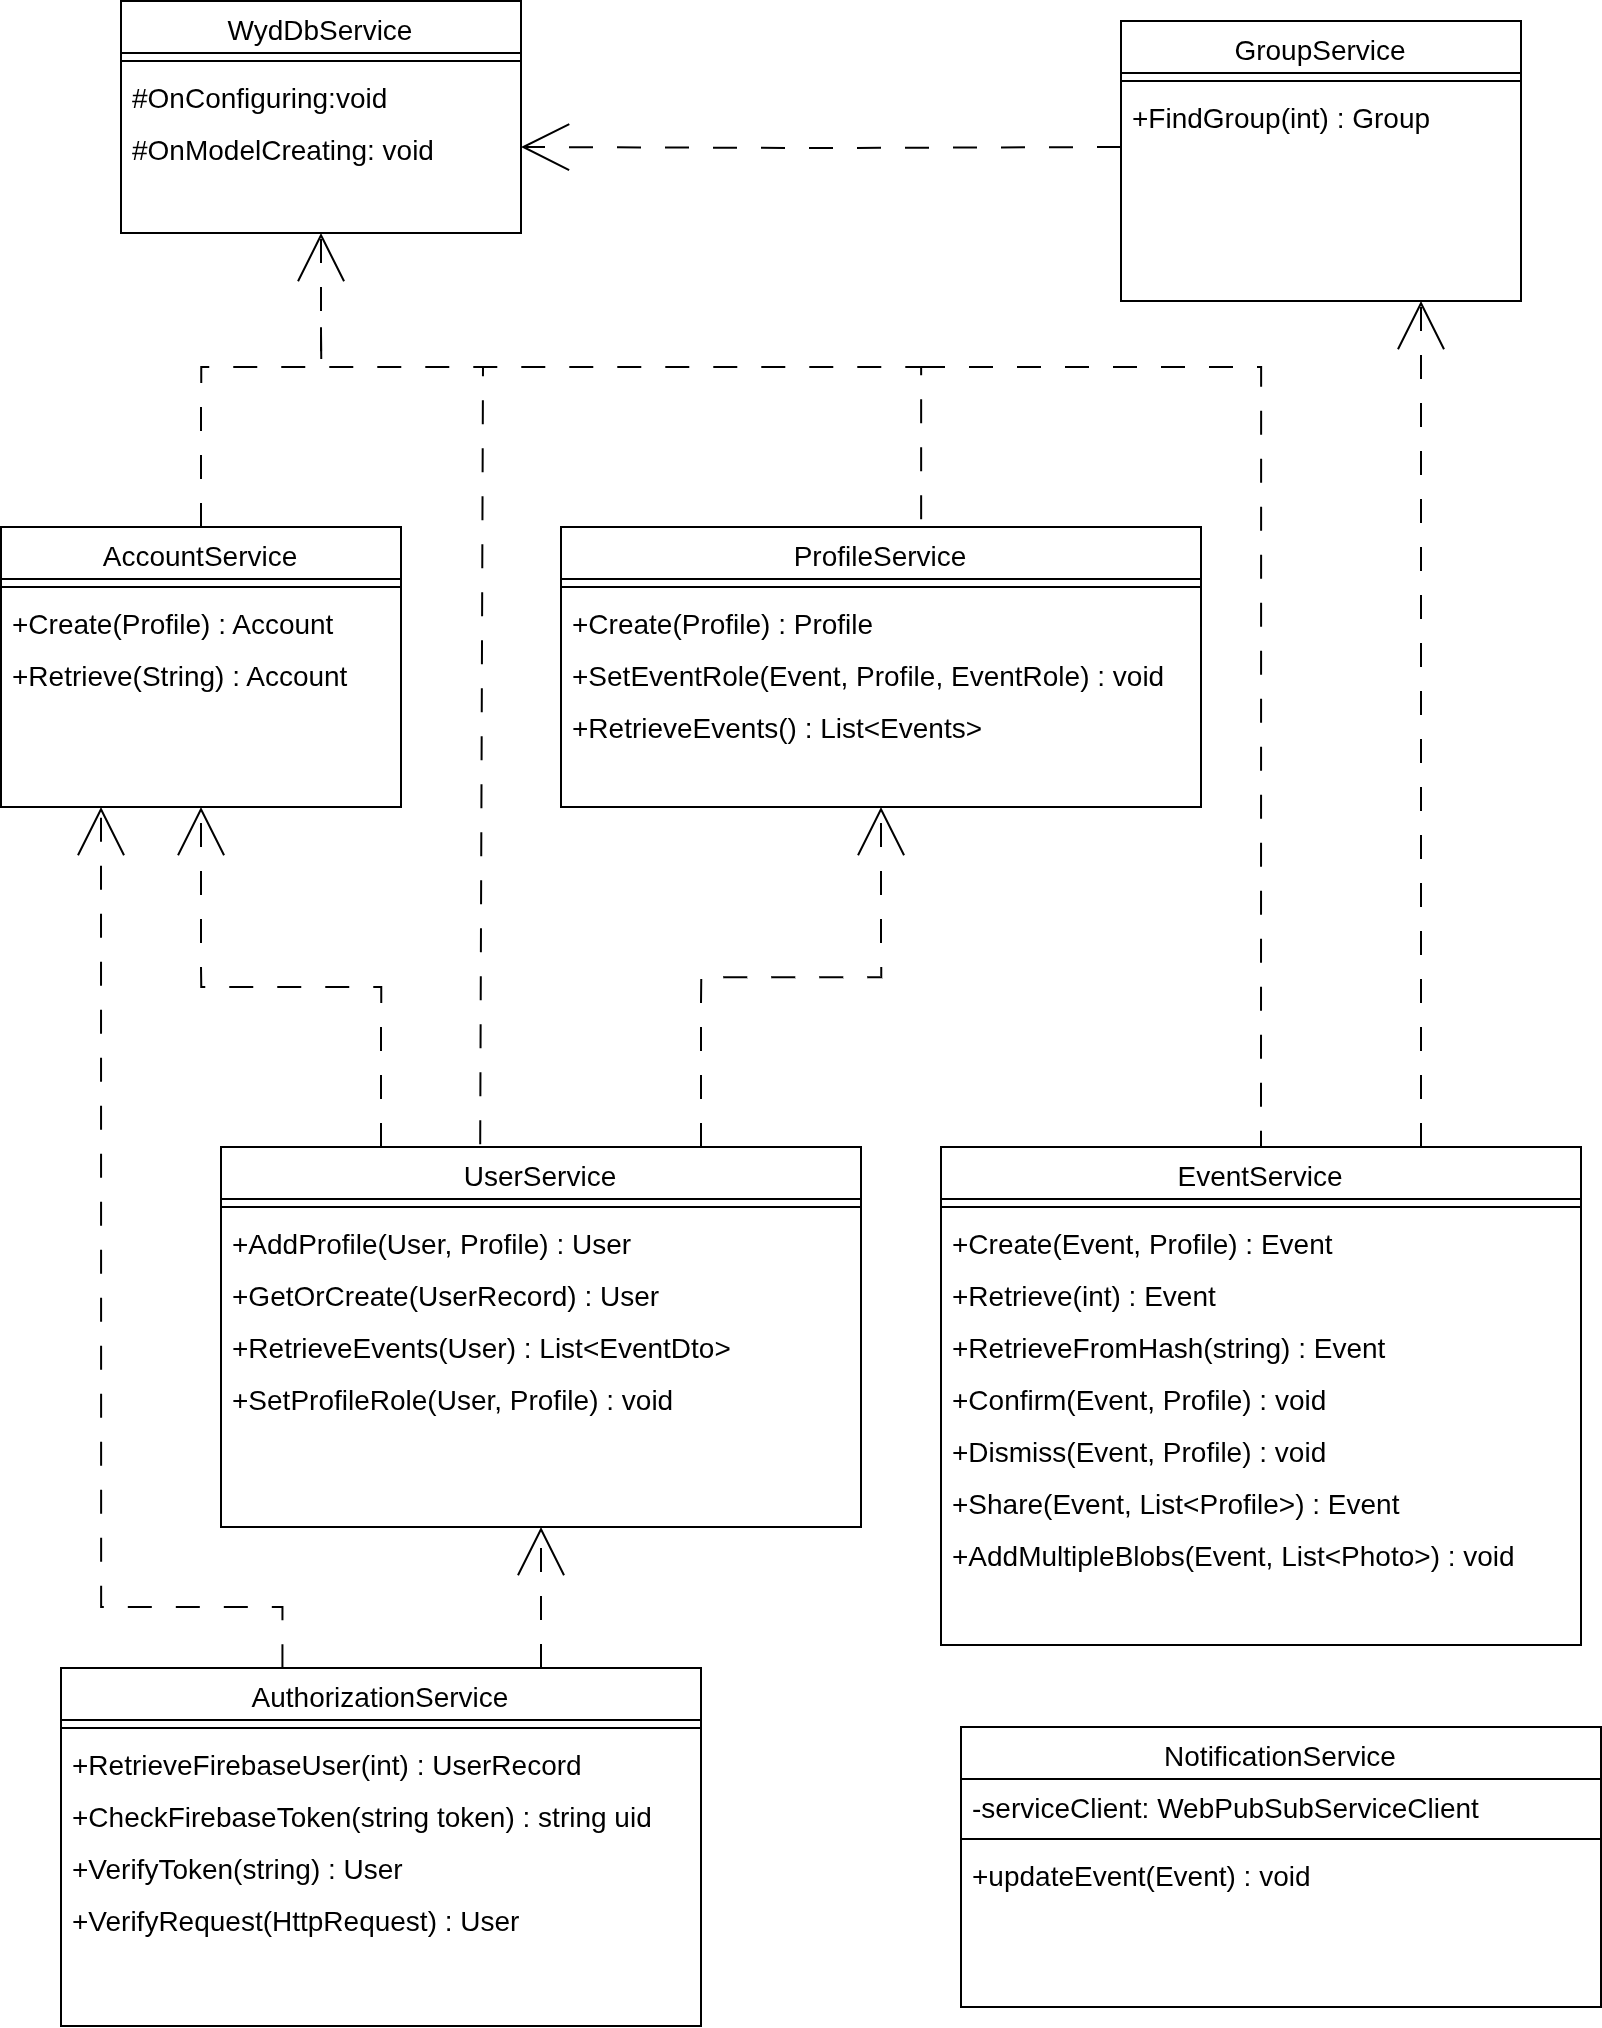 WydDbService
#OnConfiguring:void
#OnModelCreating: void
GroupService
+FindGroup(int) : Group
AccountService
+Create(Profile) : Account
+Retrieve(String) : Account
ProfileService
+Create(Profile) : Profile
+SetEventRole(Event, Profile, EventRole) : void
+RetrieveEvents() : List<Events>
UserService
+AddProfile(User, Profile) : User
+GetOrCreate(UserRecord) : User
+RetrieveEvents(User) : List<EventDto>
+SetProfileRole(User, Profile) : void
EventService
+Create(Event, Profile) : Event
+Retrieve(int) : Event
+RetrieveFromHash(string) : Event
+Confirm(Event, Profile) : void
+Dismiss(Event, Profile) : void
+Share(Event, List<Profile>) : Event
+AddMultipleBlobs(Event, List<Photo>) : void
AuthorizationService
+RetrieveFirebaseUser(int) : UserRecord
+CheckFirebaseToken(string token) : string uid
+VerifyToken(string) : User
+VerifyRequest(HttpRequest) : User
NotificationService
-serviceClient: WebPubSubServiceClient
+updateEvent(Event) : void